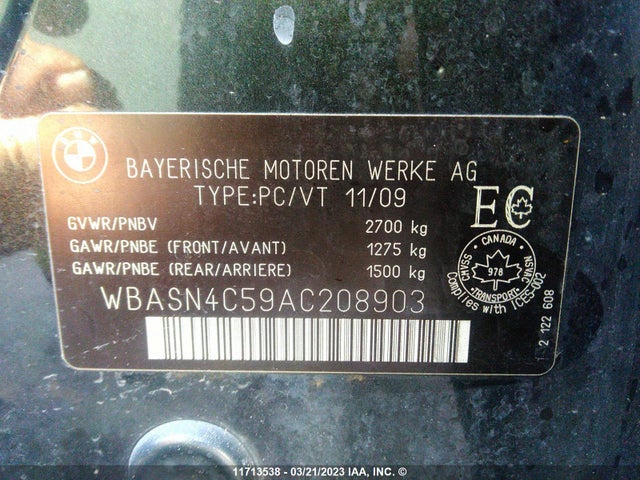 BMW
BAYERISCHE MOTOREN WERKE AG
TYPE:PC/VT 11/09
GVWR/PNBV 2700 kg
GAWR/PNBE (FRONT/AVANT) 1275 kg
GAWR/PNBE (REAR/ARRIERE) 1500 kg
WBASN4C59AC208903
EC
CANADA
CMVSS
978
NSVAC
TRANSPORT
Complies with ICES-002
2 122 608
11713538 - 03/21/2023 IAA, INC. ©